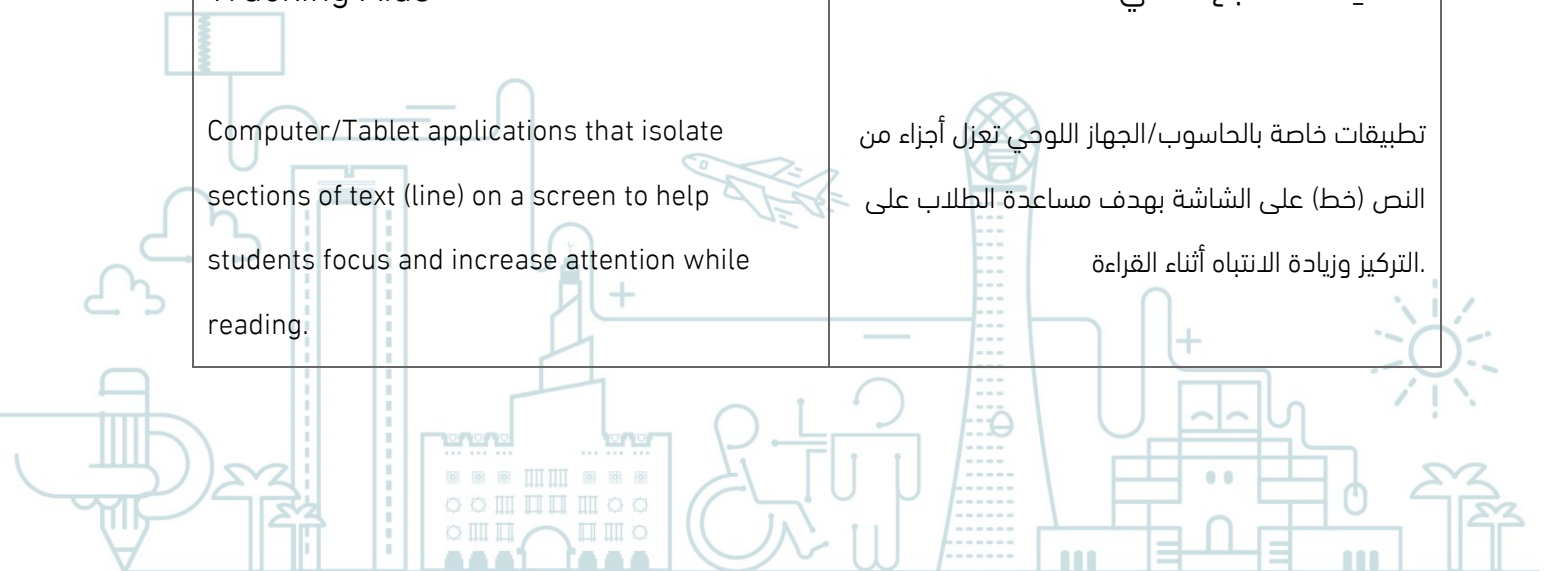 Computer/Tablet applications that isolate
sections of text (line) on a screen to help
students focus and increase attention while
reading.
تطبيقات خاصة بالحاسوب/الجهاز اللوحي تعزل أجزاء من
النص (خط) على الشاشة بهدف مساعدة الطلاب على
التركيز وزيادة الانتباه أثناء القراءة.